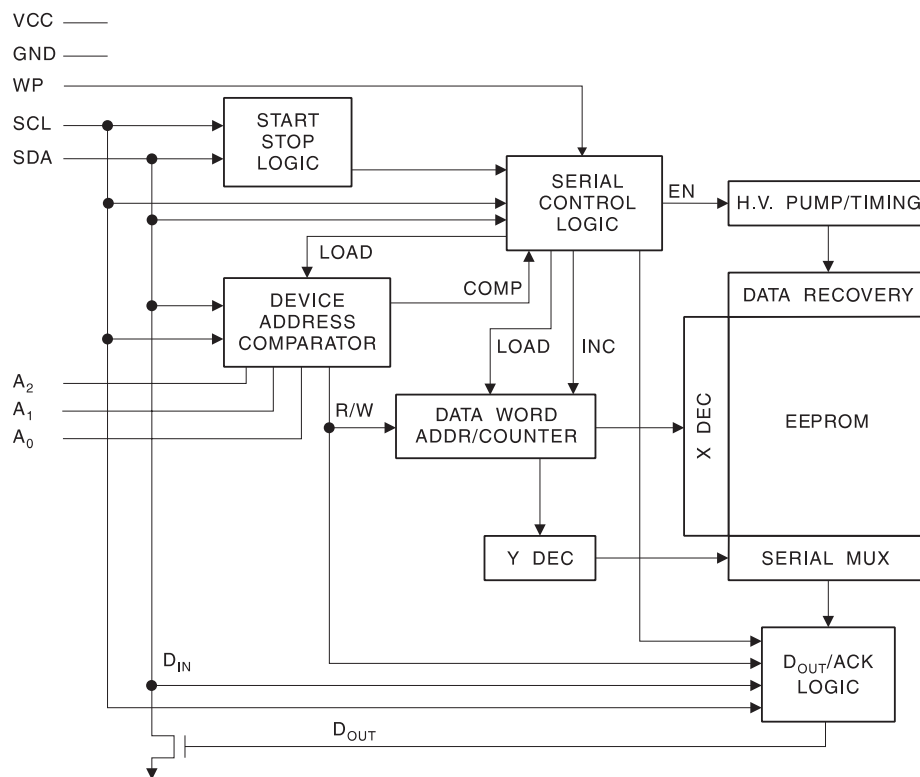 VCC
GND
WP
SCL
SDA
START
STOP
LOGIC
SERIAL
CONTROL
LOGIC
EN
H.V. PUMP/TIMING
LOAD
COMP
DATA RECOVERY
DEVICE
ADDRESS
COMPARATOR
LOAD
INC
A2
A1
A0
R/W
DATA WORD
ADDR/COUNTER
X DEC
EEPROM
Y DEC
SERIAL MUX
DIN
DOUT/ACK
LOGIC
DOUT